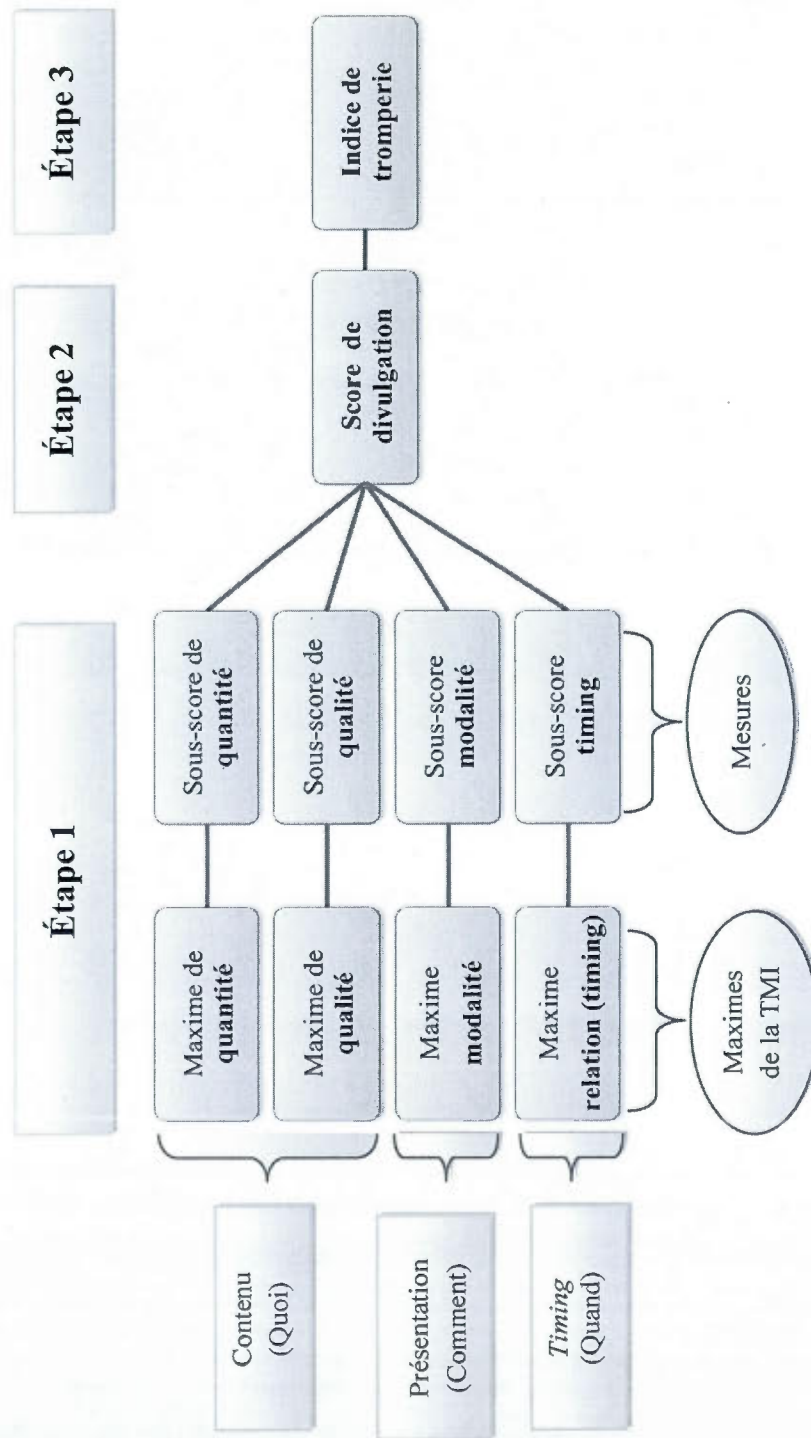 Étape 1
Étape 2
Étape 3
Contenu
(Quoi)
Maxime de
quantité
Sous-score de
quantité
Maxime de
qualité
Sous-score de
qualité
Présentation
(Comment)
Maxime
modalité
Sous-score
modalité
Timing
(Quand)
Maxime
relation (timing)
Sous-score
timing
Score de
divulgation
Indice de
tromperie
Maximes
de la TMI
Mesures